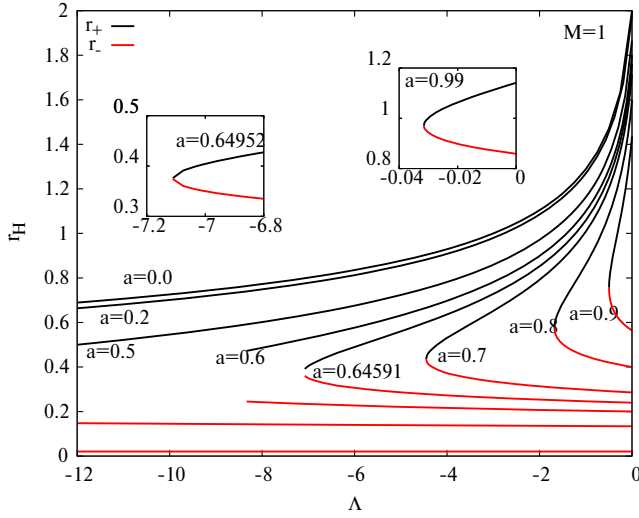 r₊
r₋
M=1
a=0.99
1.2
1
0.8
-0.04
-0.02
0
0.5
0.4
0.3
a=0.64952
-7.2
-7
-6.8
2
1.8
1.6
1.4
1.2
1
0.8
0.6
0.4
0.2
0
r_H
a=0.0
a=0.2
a=0.5
a=0.6
a=0.64591
a=0.7
a=0.8
a=0.9
-12
-10
-8
-6
-4
-2
0
Λ